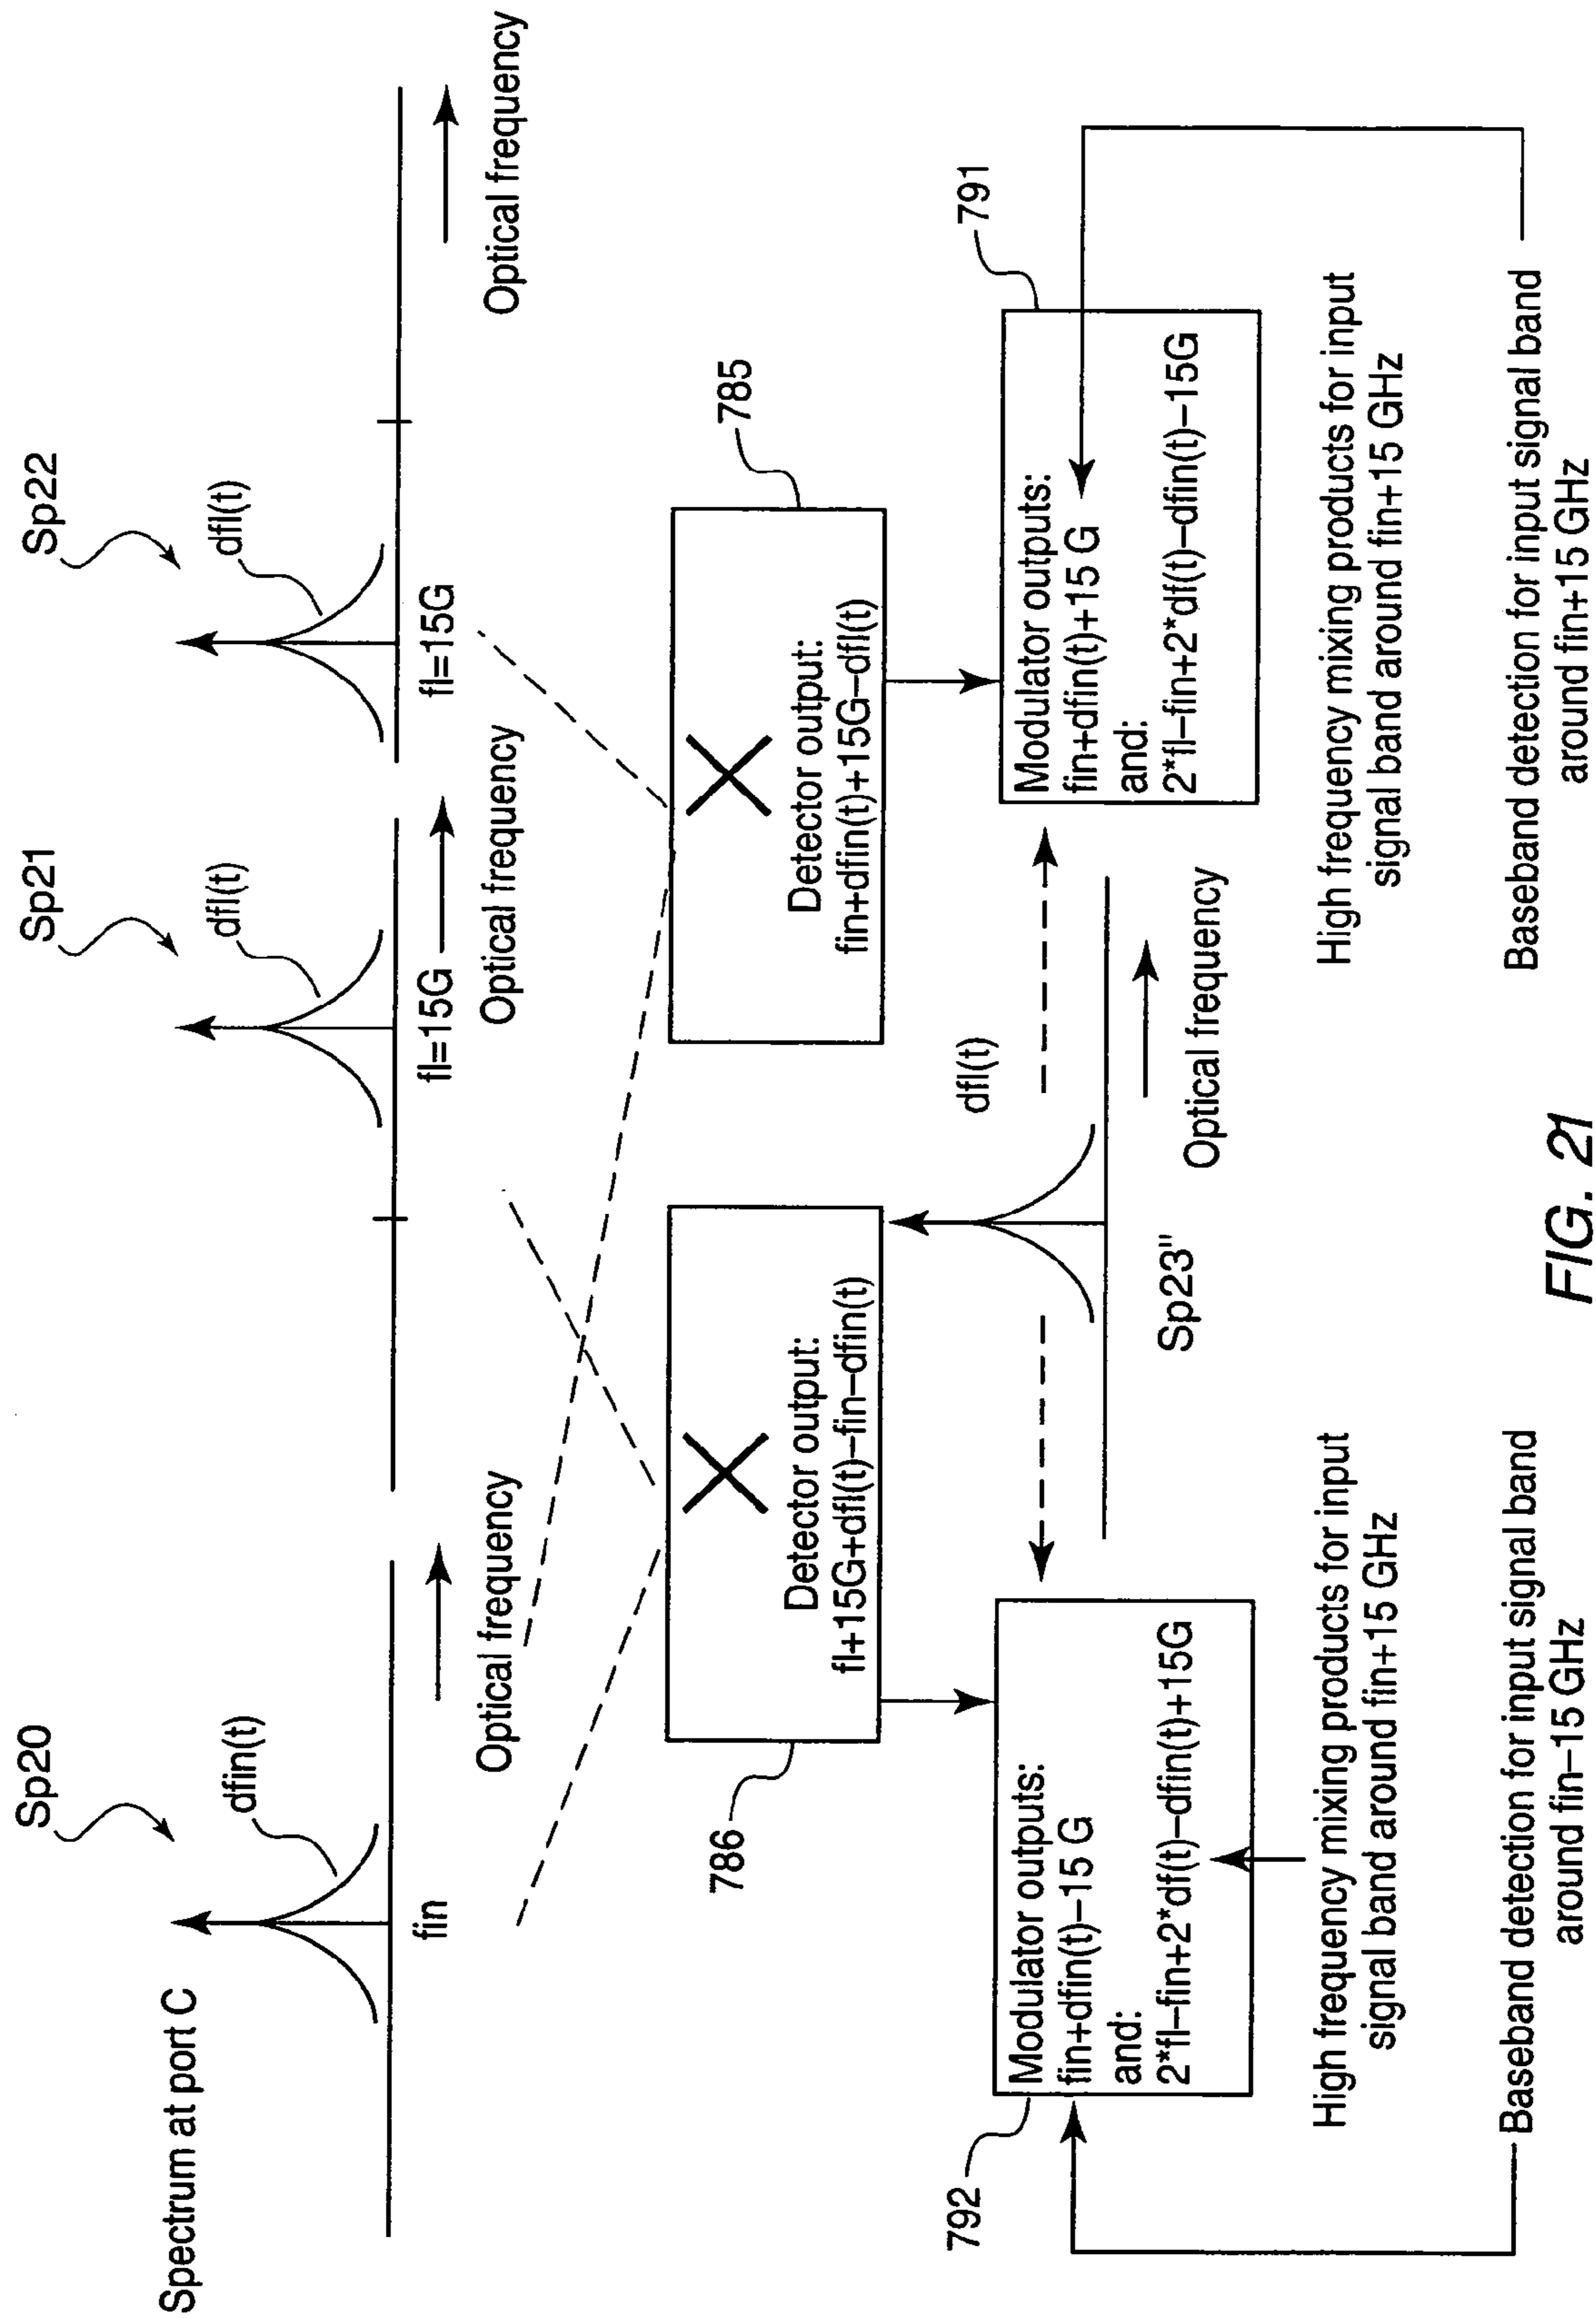 Spectrum at port C
Sp20
dfin(t)
fin
Optical frequency
Sp21
dfl(t)
fl=15G
Optical frequency
Sp22
dfl(t)
fl=15G
Optical frequency
786
Detector output:
fl+15G+dfl(t)–fin–dfin(t)
785
Detector output:
fin+dfin(t)+15G–dfl(t)
792
Modulator outputs:
fin+dfin(t)–15 G
and:
2*fl–fin+2*df(t)–dfin(t)+15G
Sp23"
dfl(t)
Optical frequency
791
Modulator outputs:
fin+dfin(t)+15 G
and:
2*fl–fin+2*df(t)–dfin(t)–15G
High frequency mixing products for input
signal band around fin+15 GHz
High frequency mixing products for input
signal band around fin+15 GHz
Baseband detection for input signal band
around fin–15 GHz
Baseband detection for input signal band
around fin+15 GHz
FIG. 21